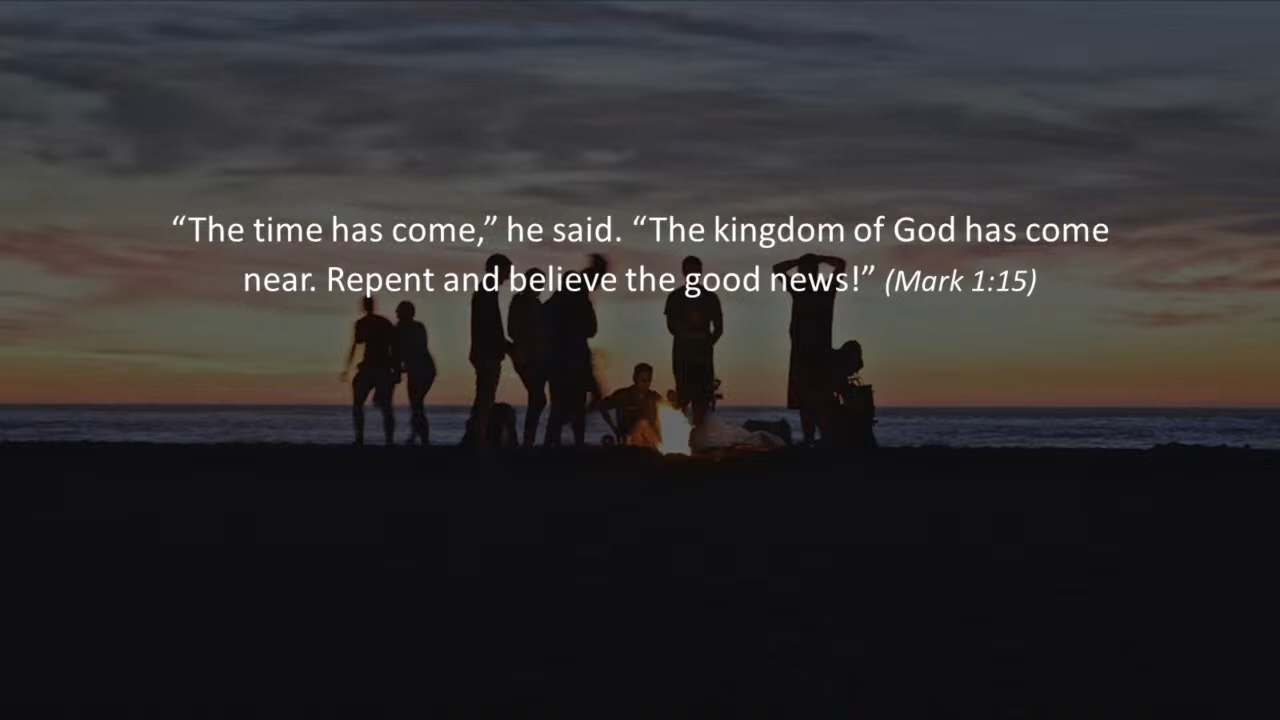 “The time has come,” he said. “The kingdom of God has come
near. Repent and believe the good news!” (Mark 1:15)